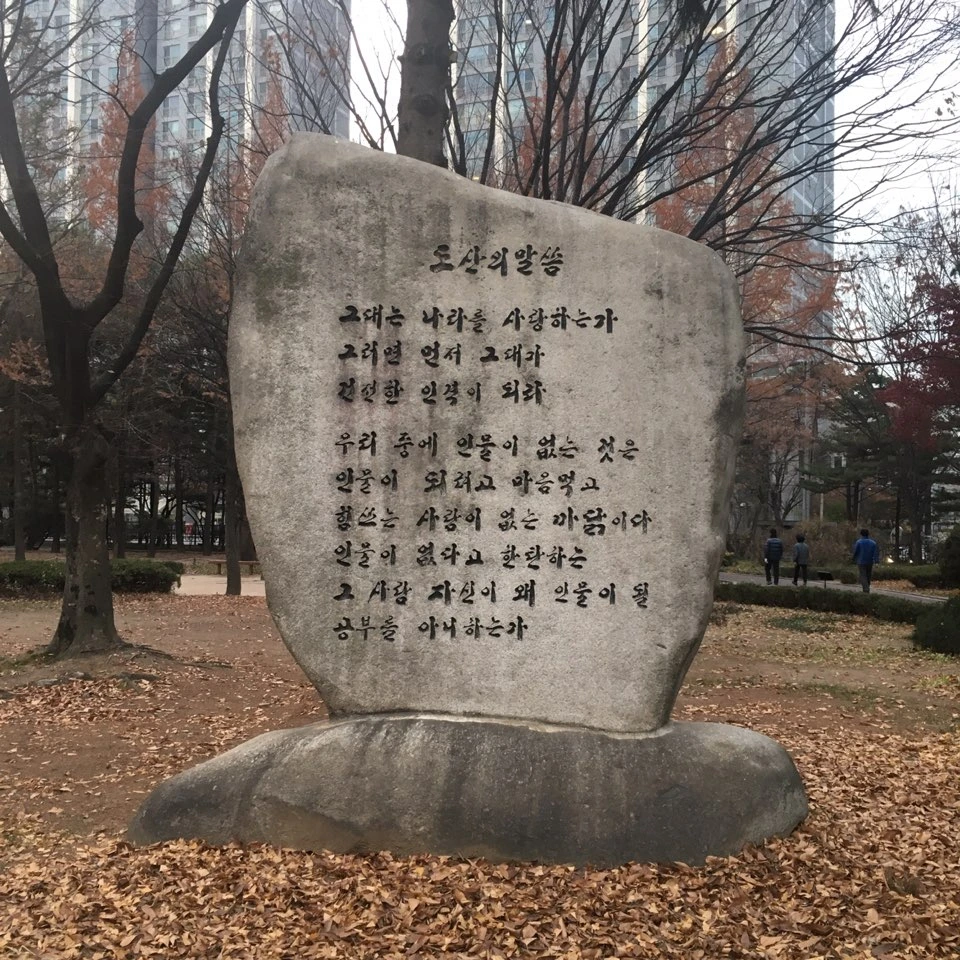 도산의말씀
그대는 나라를 사랑하는가
그러면 먼저 그대가
건전한 인격이 되라
우리 중에 인물이 없는 것은
인물이 되려고 마음먹고
힘쓰는 사람이 없는 까닭이다
인물이 없다고 한탄하는
그 사람 자신이 왜 인물이 될
공부를 아니하는가